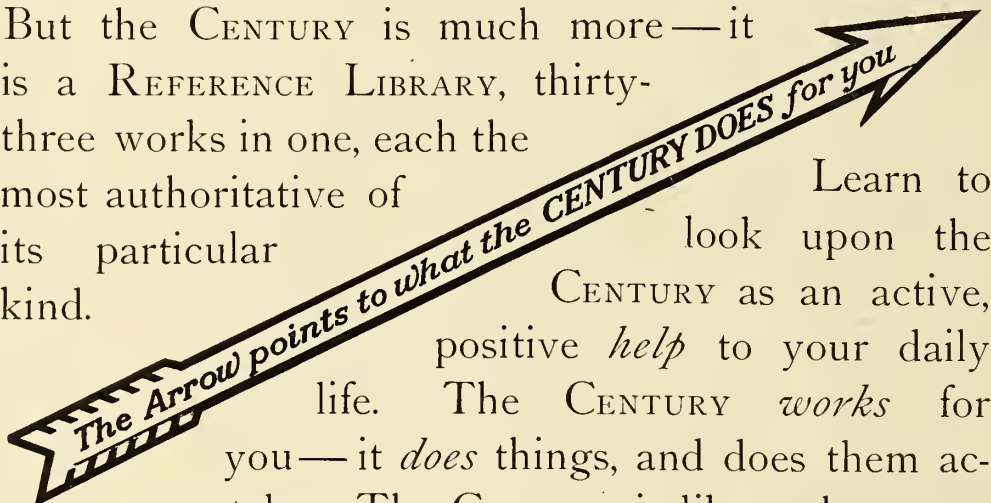 But the CENTURY is much more—it
is a REFERENCE LIBRARY, thirty-
three works in one, each the
most authoritative of
its particular
kind.
The Arrow points to what the CENTURY DOES for you
Learn to
look upon the
CENTURY as an active,
positive help to your daily
life. The CENTURY works for
you—it does things, and does them ac-